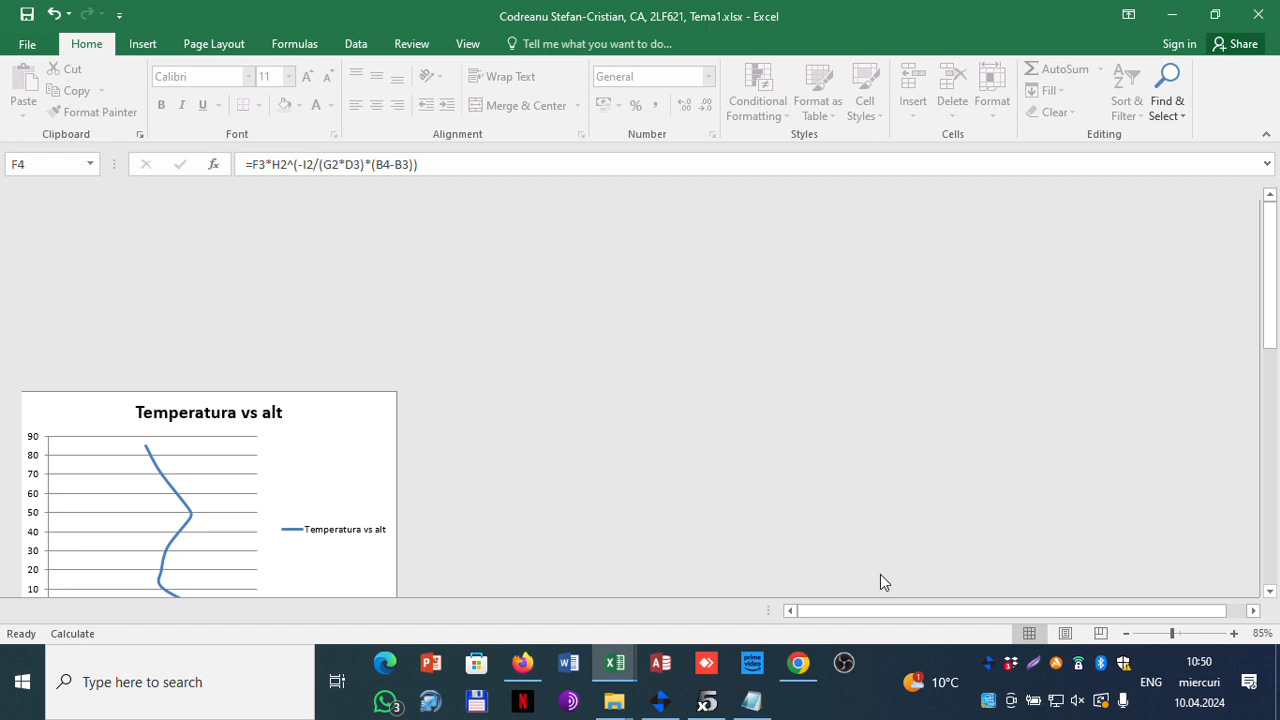 Codreanu Stefan-Cristian, CA, 2LF621, Tema1.xlsx - Excel
File Home Insert Page Layout Formulas Data Review View Tell me what you want to do... Sign in Share
Paste Cut Copy Format Painter
Calibri 11 A A
B I U A
Wrap Text
Merge & Center
General
% ,
Conditional Formatting Format as Table Cell Styles
Insert Delete Format
AutoSum Fill Clear
Sort & Filter Find & Select
Clipboard Font Alignment Number Styles Cells Editing
F4 fx =F3*H2^(-I2/(G2*D3)*(B4-B3))
Temperatura vs alt
90
80
70
60
50
40
30
20
10
Temperatura vs alt
Ready Calculate 85%
Type here to search
3
1 10°C
ENG
10:50
miercuri
10.04.2024